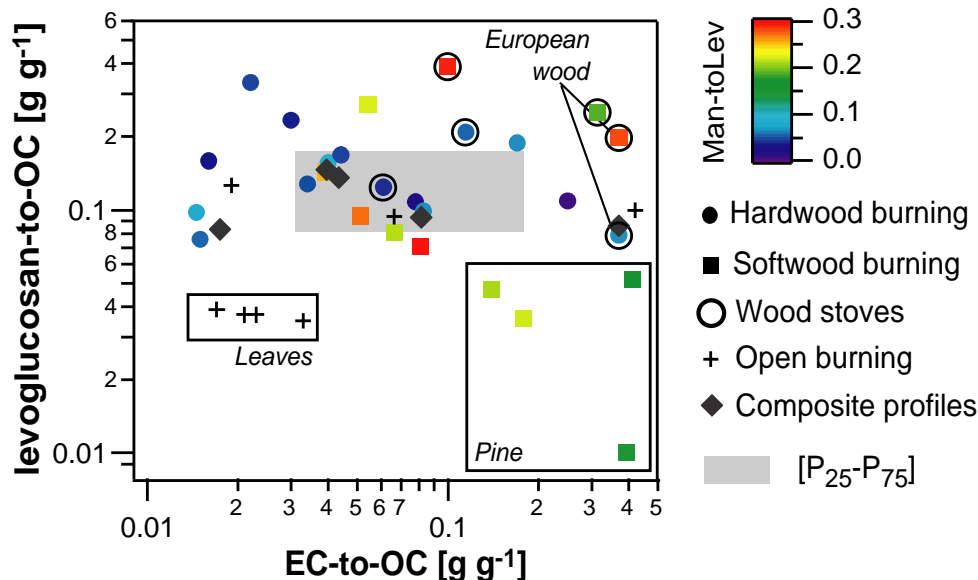 levoglucosan-to-OC [g g-1]
6
4
2
0.1
8
6
4
2
0.01
0.01
2
3
4
5
6
7
0.1
2
3
4
5
EC-to-OC [g g-1]
European
wood
Leaves
Pine
Man-toLev
0.3
0.2
0.1
0.0
Hardwood burning
Softwood burning
Wood stoves
Open burning
Composite profiles
[P25-P75]